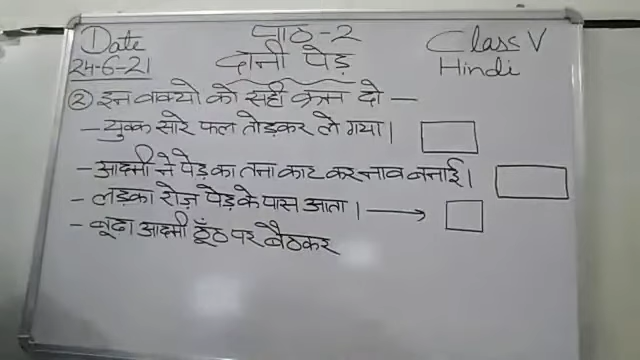 Date
24-6-21
पाठ-2
दानी पेड़
Class V
Hindi
② इन वाक्यो को सही क्रम दो —
- युवक सारे फल तोड़कर ले गया।
- आदमी ने पेड़ का तना काट कर नाव बनाई।
- लड़का रोज़ पेड़ के पास आता।
- बूढा आदमी ठूँठ पर बैठकर